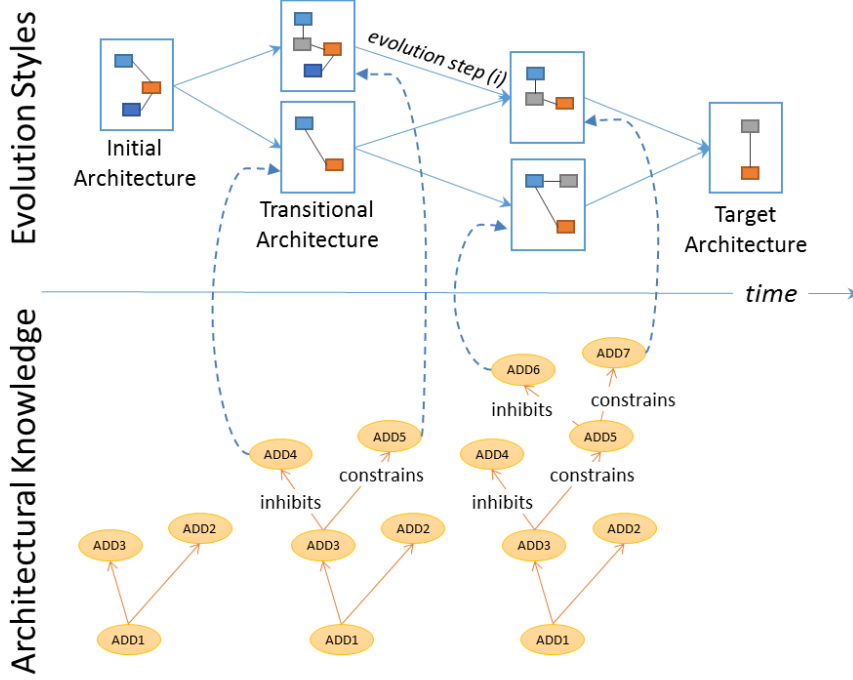 Evolution Styles
evolution step (i)
Initial
Architecture
Transitional
Architecture
Target
Architecture
time
Architectural Knowledge
ADD3
ADD2
ADD1
ADD4
ADD5
inhibits
constrains
ADD3
ADD2
ADD1
ADD6
ADD7
inhibits
constrains
ADD4
ADD5
inhibits
constrains
ADD3
ADD2
ADD1